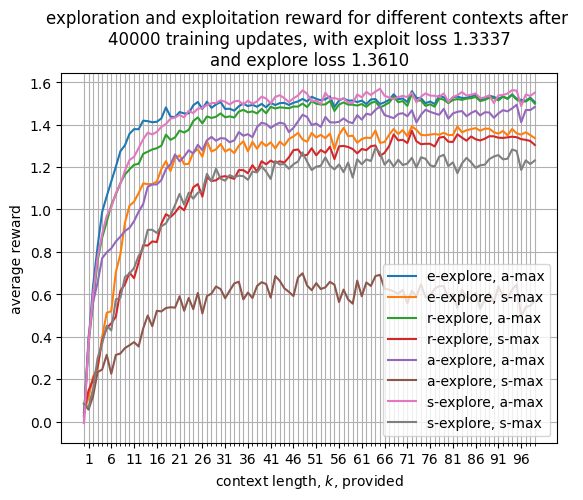 exploration and exploitation reward for different contexts after
40000 training updates, with exploit loss 1.3337
and explore loss 1.3610
1.6
1.4
1.2
1.0
0.8
0.6
0.4
0.2
0.0
average reward
e-explore, a-max
e-explore, s-max
r-explore, a-max
r-explore, s-max
a-explore, a-max
a-explore, s-max
s-explore, a-max
s-explore, s-max
1 6 11 16 21 26 31 36 41 46 51 56 61 66 71 76 81 86 91 96
context length, k, provided